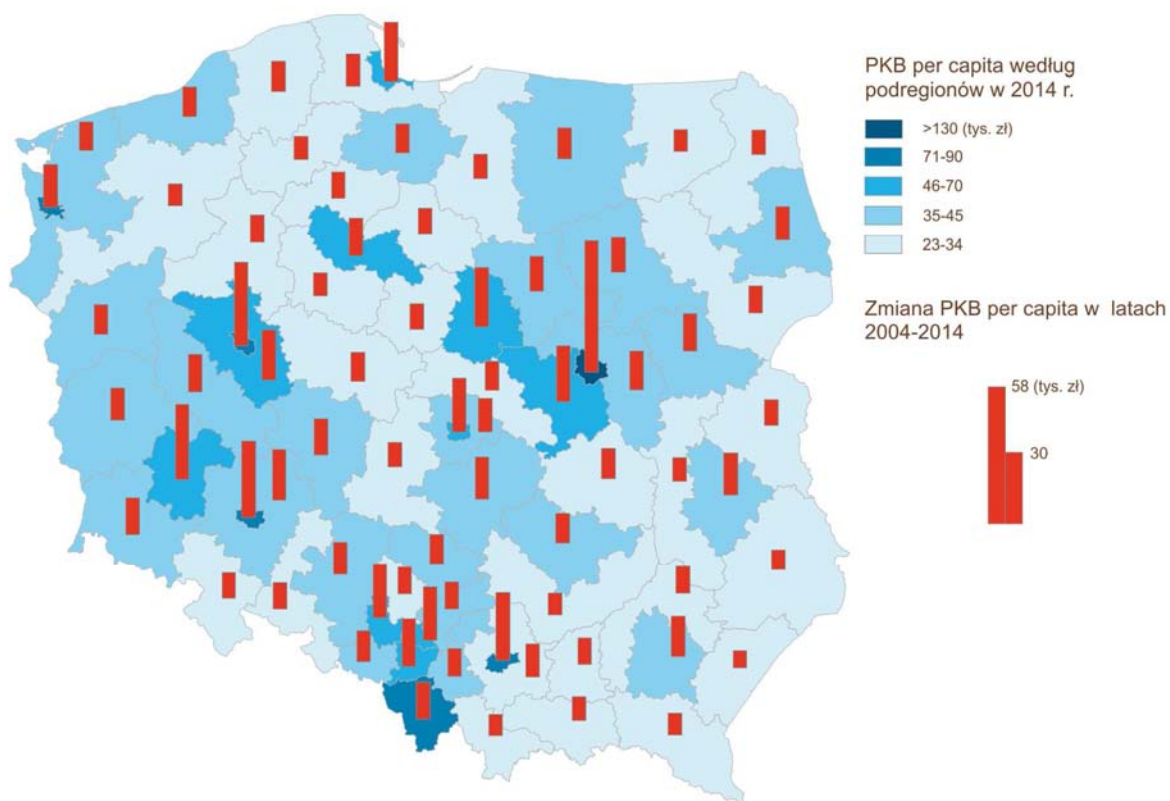 PKB per capita według
podregionów w 2014 r.
>130 (tys. zł)
71-90
46-70
35-45
23-34
Zmiana PKB per capita w latach
2004-2014
58 (tys. zł)
30